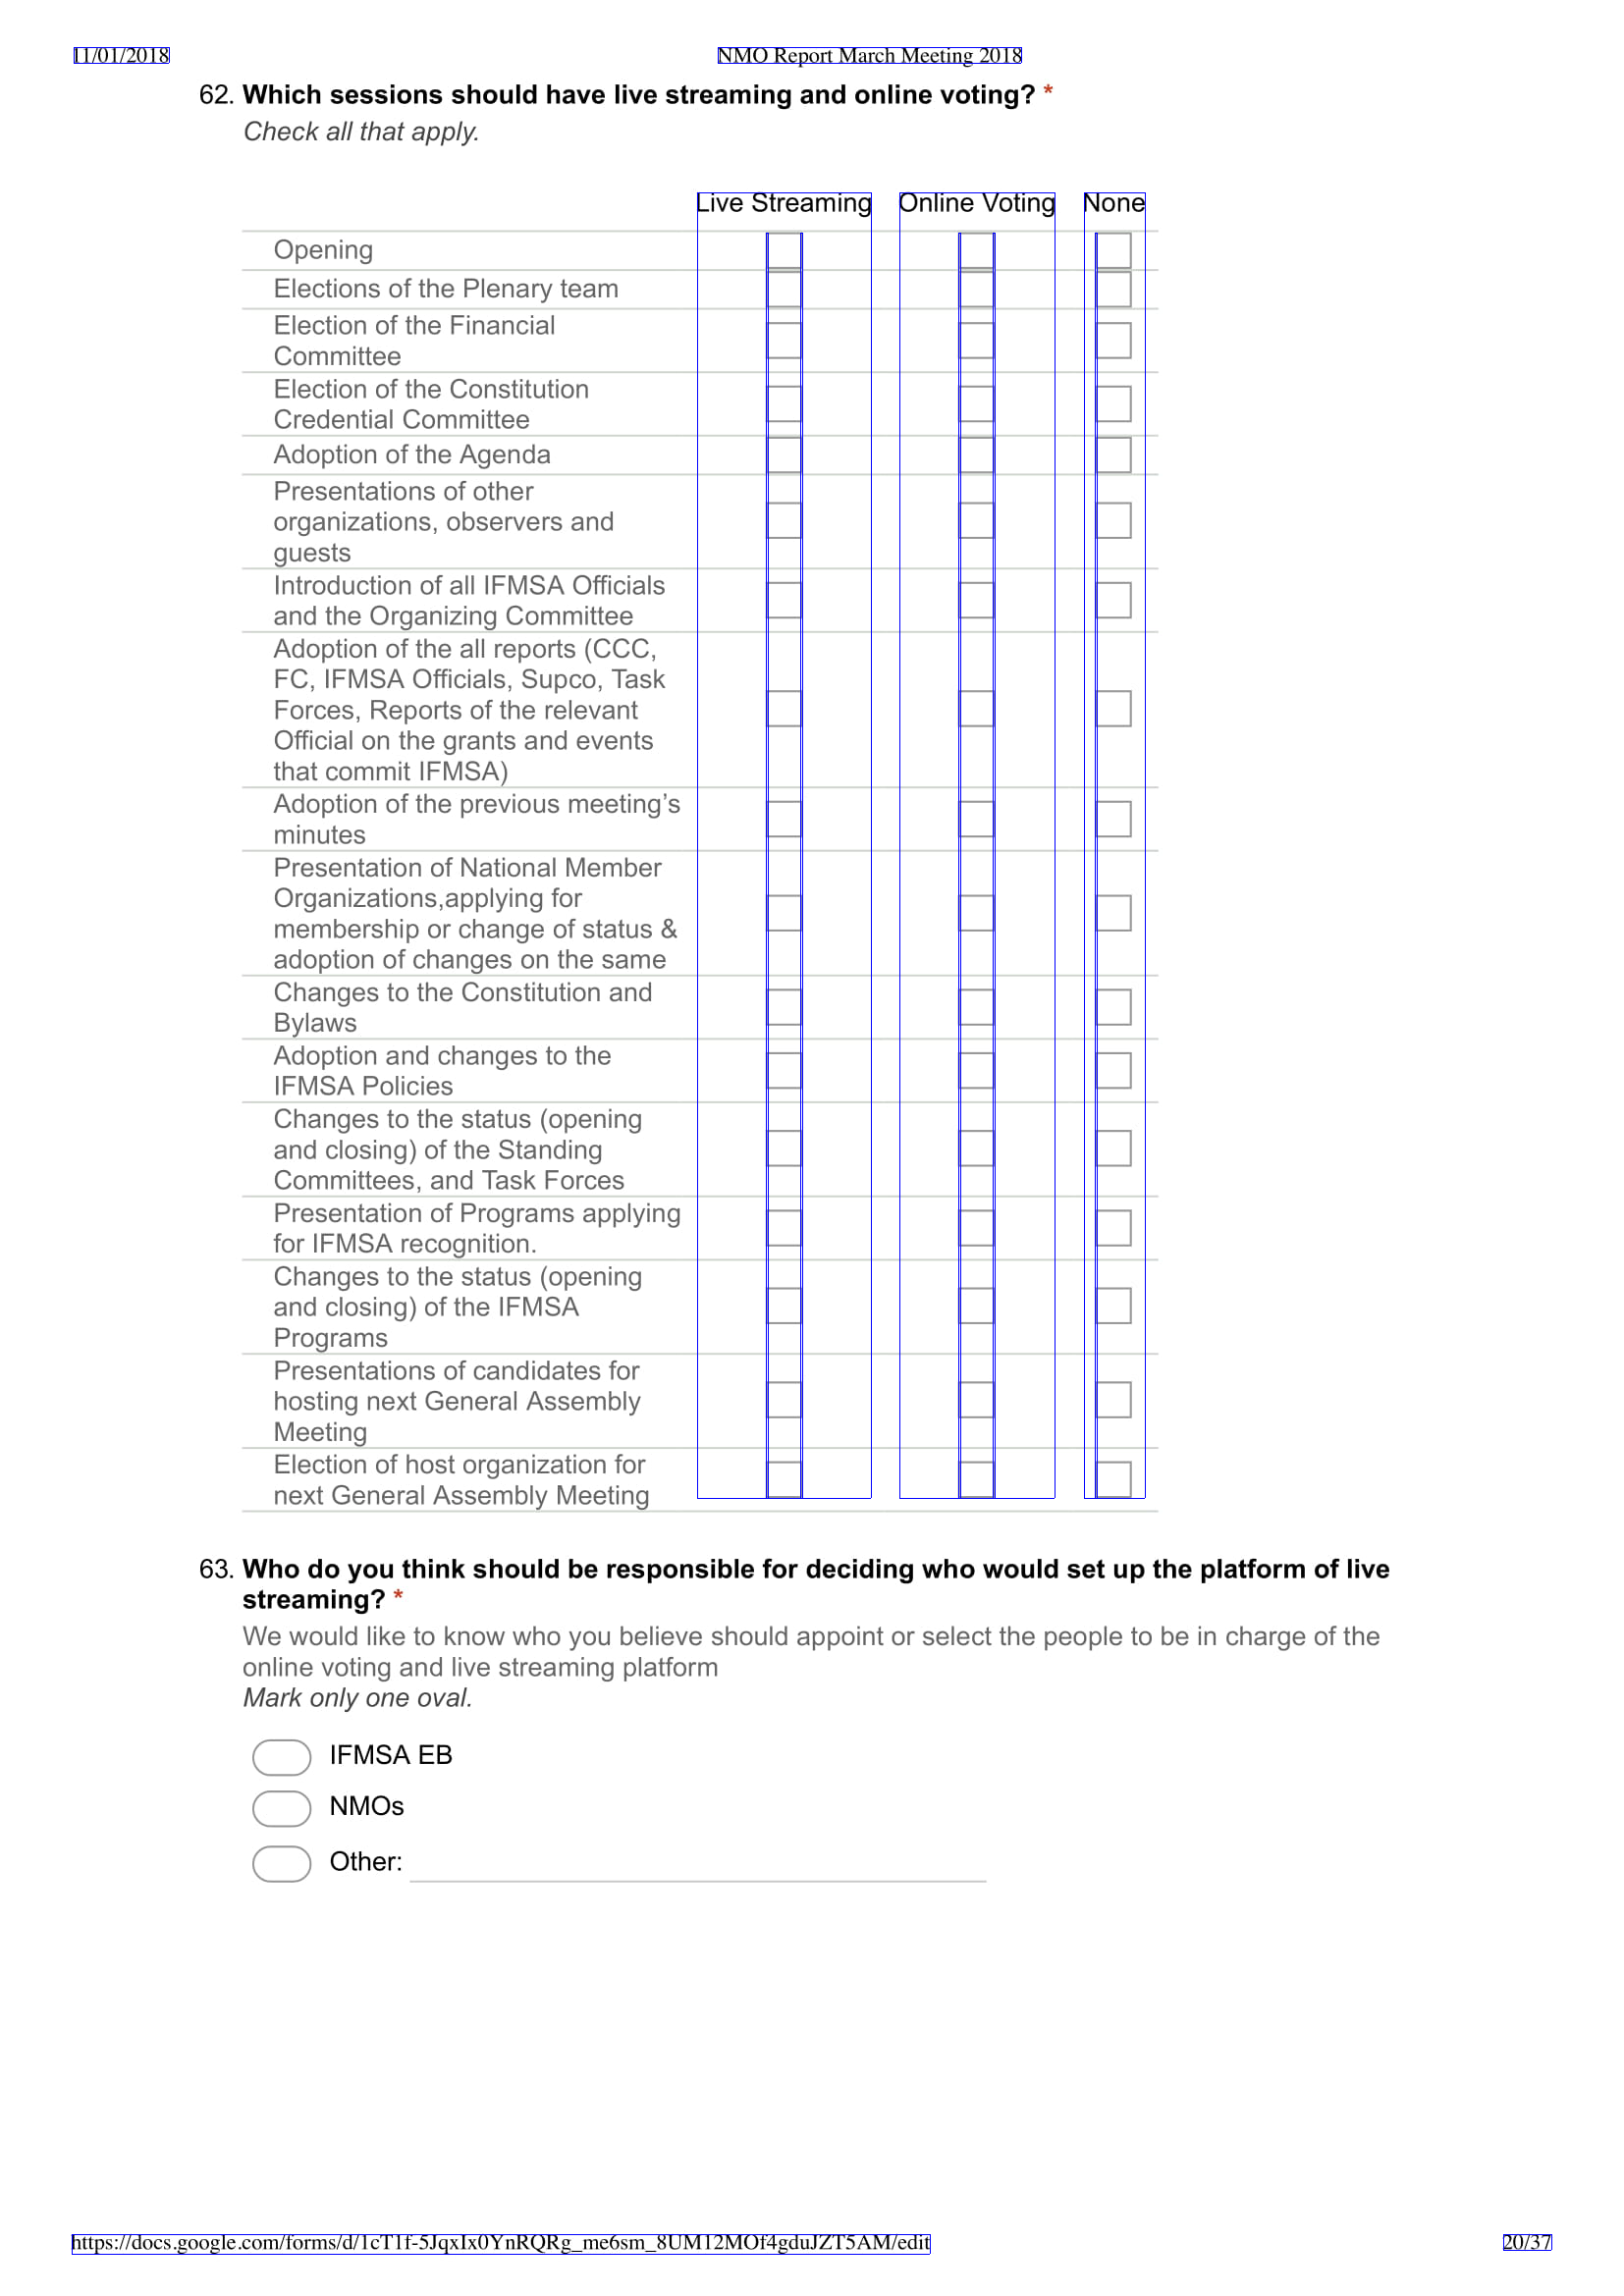 11/01/2018 NMO Report March Meeting 2018
62. Which sessions should have live streaming and online voting? *
Check all that apply.
Live Streaming Online Voting None
Opening
Elections of the Plenary team
Election of the Financial
Committee
Election of the Constitution
Credential Committee
Adoption of the Agenda
Presentations of other
organizations, observers and
guests
Introduction of all IFMSA Officials
and the Organizing Committee
Adoption of the all reports (CCC,
FC, IFMSA Officials, Supco, Task
Forces, Reports of the relevant
Official on the grants and events
that commit IFMSA)
Adoption of the previous meeting’s
minutes
Presentation of National Member
Organizations,applying for
membership or change of status &
adoption of changes on the same
Changes to the Constitution and
Bylaws
Adoption and changes to the
IFMSA Policies
Changes to the status (opening
and closing) of the Standing
Committees, and Task Forces
Presentation of Programs applying
for IFMSA recognition.
Changes to the status (opening
and closing) of the IFMSA
Programs
Presentations of candidates for
hosting next General Assembly
Meeting
Election of host organization for
next General Assembly Meeting
63. Who do you think should be responsible for deciding who would set up the platform of live
streaming? *
We would like to know who you believe should appoint or select the people to be in charge of the
online voting and live streaming platform
Mark only one oval.
IFMSA EB
NMOs
Other:
https://docs.google.com/forms/d/1cT1f-5JqxIx0YnRQRg_me6sm_8UM12MOf4gduJZT5AM/edit 20/37